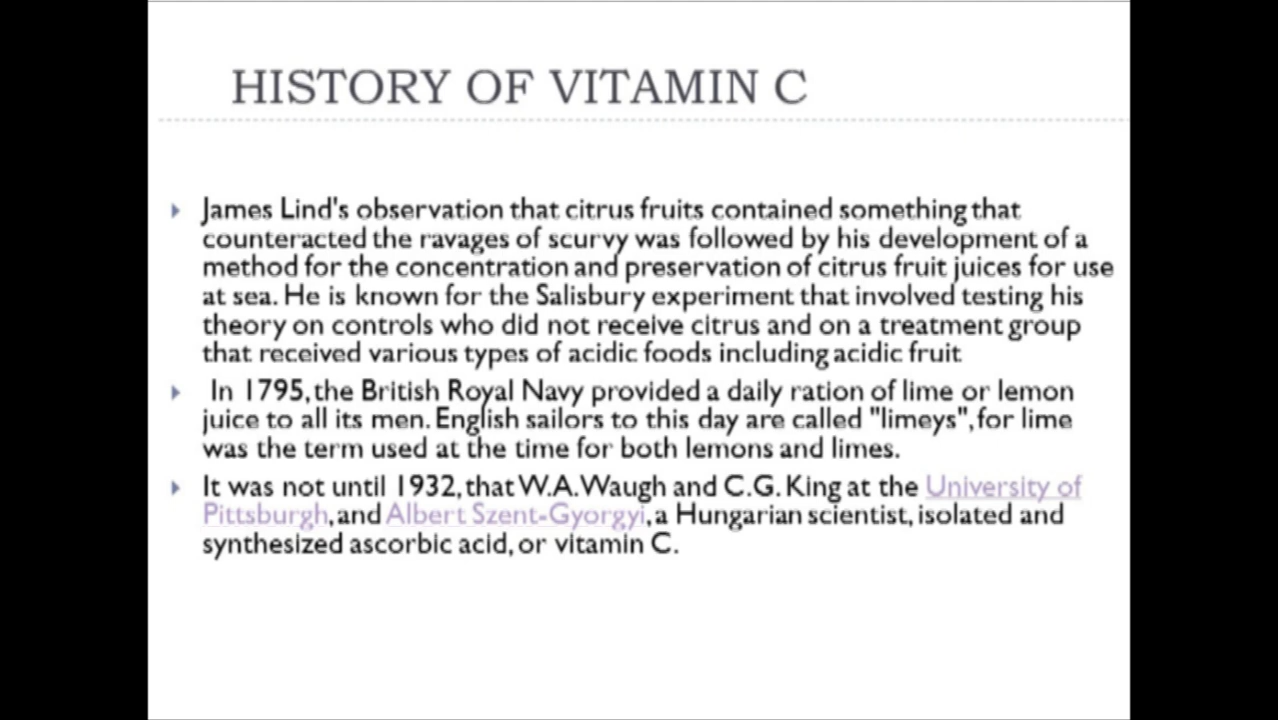 HISTORY OF VITAMIN C
James Lind's observation that citrus fruits contained something that
counteracted the ravages of scurvy was followed by his development of a
method for the concentration and preservation of citrus fruit juices for use
at sea. He is known for the Salisbury experiment that involved testing his
theory on controls who did not receive citrus and on a treatment group
that received various types of acidic foods including acidic fruit
In 1795, the British Royal Navy provided a daily ration of lime or lemon
juice to all its men. English sailors to this day are called "limeys", for lime
was the term used at the time for both lemons and limes.
It was not until 1932, that W.A. Waugh and C.G. King at the University of
Pittsburgh, and Albert Szent-Gyorgyi, a Hungarian scientist, isolated and
synthesized ascorbic acid, or vitamin C.